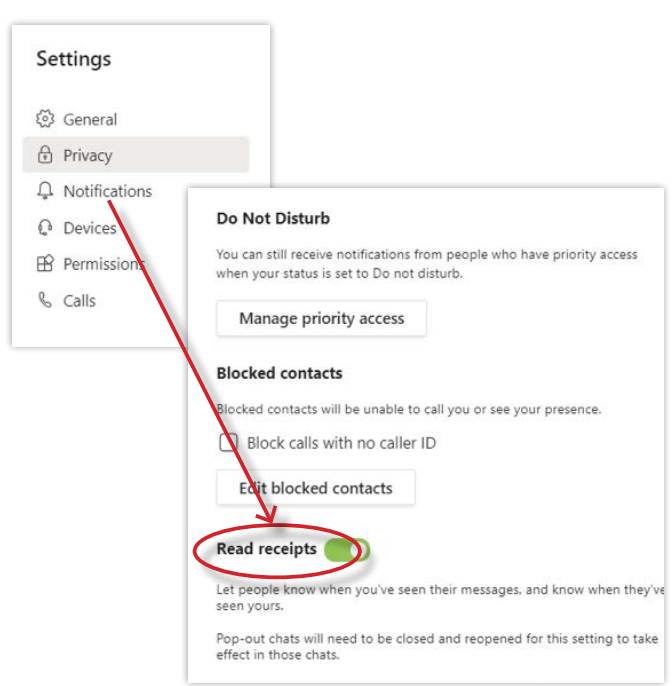 Settings
General
Privacy
Notifications
Devices
Permissions
Calls
Do Not Disturb
You can still receive notifications from people who have priority access
when your status is set to Do not disturb.
Manage priority access
Blocked contacts
Blocked contacts will be unable to call you or see your presence.
Block calls with no caller ID
Edit blocked contacts
Read receipts
Let people know when you've seen their messages, and know when they've
seen yours.
Pop-out chats will need to be closed and reopened for this setting to take
effect in those chats.